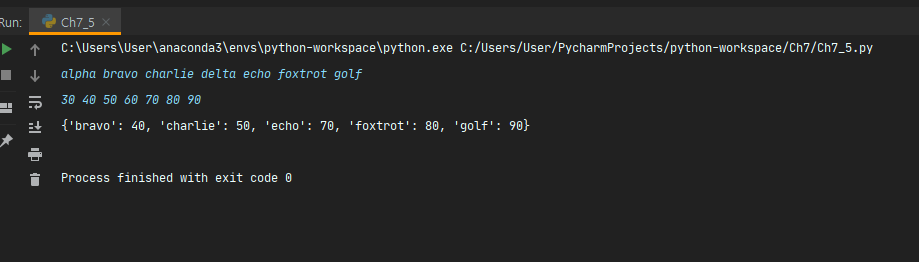 Run: Ch7_5
C:\Users\User\anaconda3\envs\python-workspace\python.exe C:/Users/User/PycharmProjects/python-workspace/Ch7/Ch7_5.py
alpha bravo charlie delta echo foxtrot golf
30 40 50 60 70 80 90
{'bravo': 40, 'charlie': 50, 'echo': 70, 'foxtrot': 80, 'golf': 90}
Process finished with exit code 0